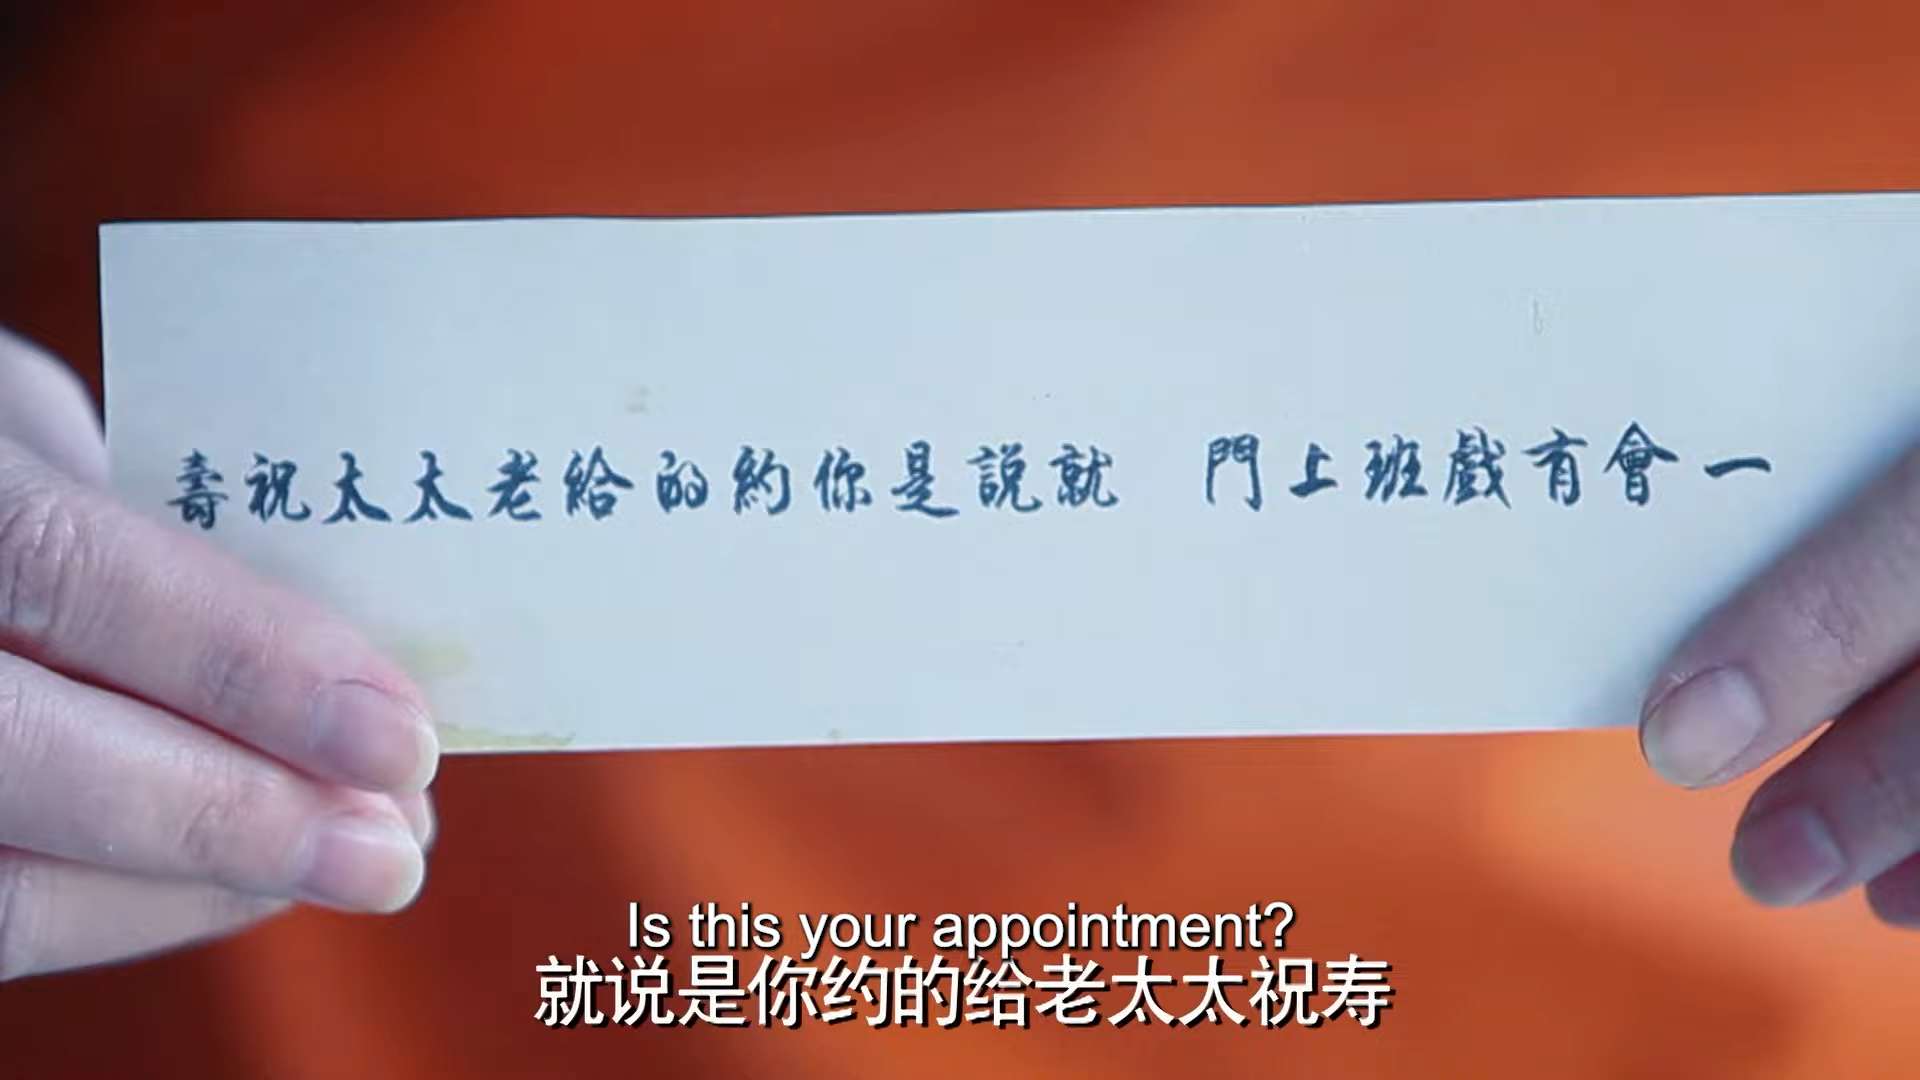 一會有戲班上門 就說是你約的給老太太祝壽
Is this your appointment?
就说是你约的给老太太祝寿